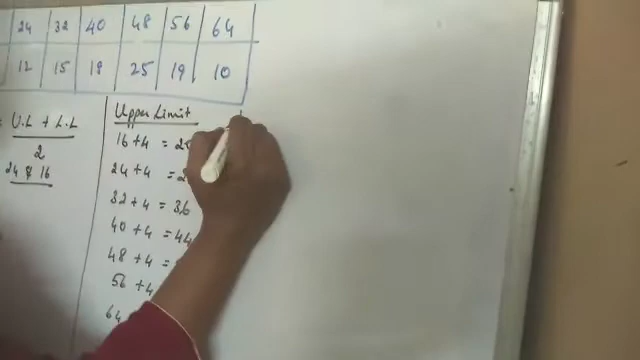 24 32 40 48 56 64
12 15 18 25 19 10
= U.L + L.L
2
24 & 16
Upper Limit
16 + 4 = 2
24 + 4 = 2
32 + 4 = 36
40 + 4 = 44
48 + 4 =
56 + 4
64